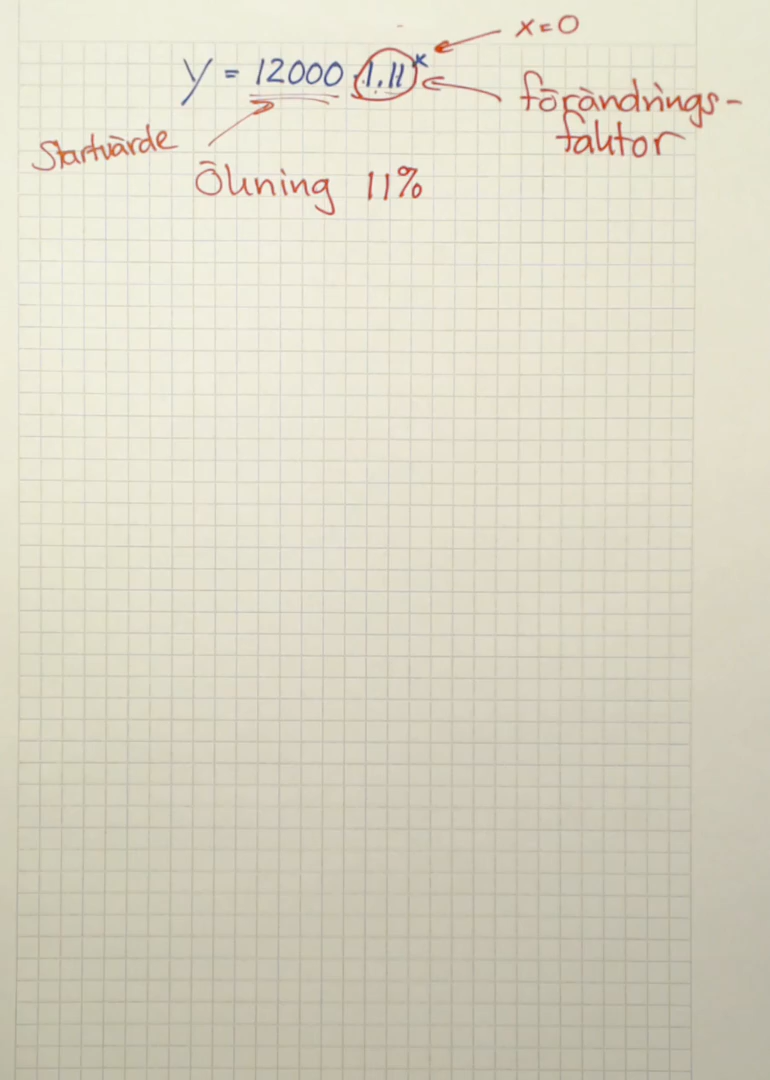 x=0
y = 12000 · 1.11^x
förändrings-
faktor
Startvärde
Ökning 11%